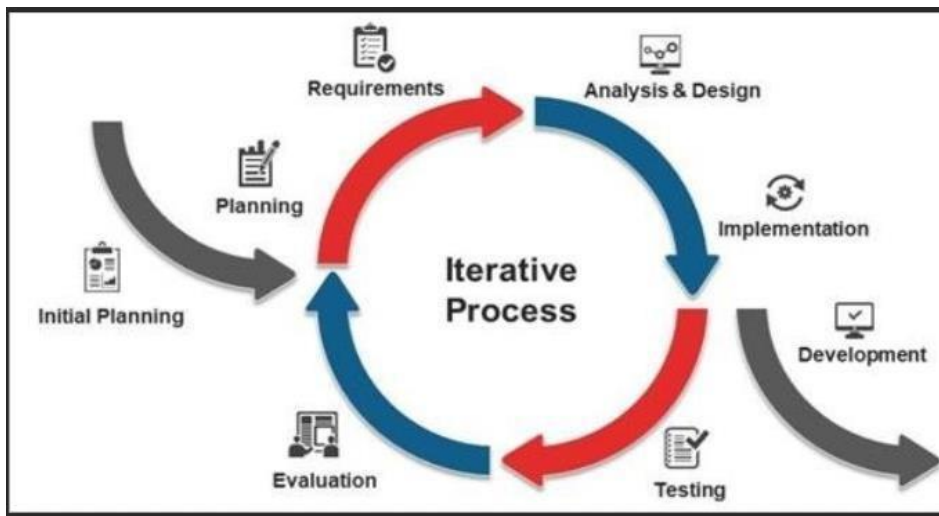 Requirements
Analysis & Design
Planning
Implementation
Iterative
Process
Initial Planning
Development
Evaluation
Testing